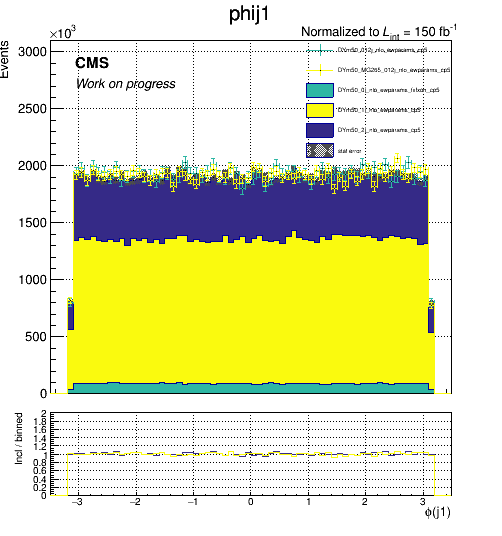 phij1
×10³
Normalized to L_int = 150 fb⁻¹
Events
CMS
Work on progress
DYm50_012j_nlo_ewparams_cp5
DYm50_MG265_012j_nlo_ewparams_cp5
DYm50_0j_nlo_ewparams_fxfxoh_cp5
DYm50_1j_nlo_ewparams_cp5
DYm50_2j_nlo_ewparams_cp5
stat error
3000
2500
2000
1500
1000
500
0
Incl / binned
2
1.8
1.6
1.4
1.2
1
0.8
0.6
0.4
0.2
0
−3 −2 −1 0 1 2 3
ϕ(j1)